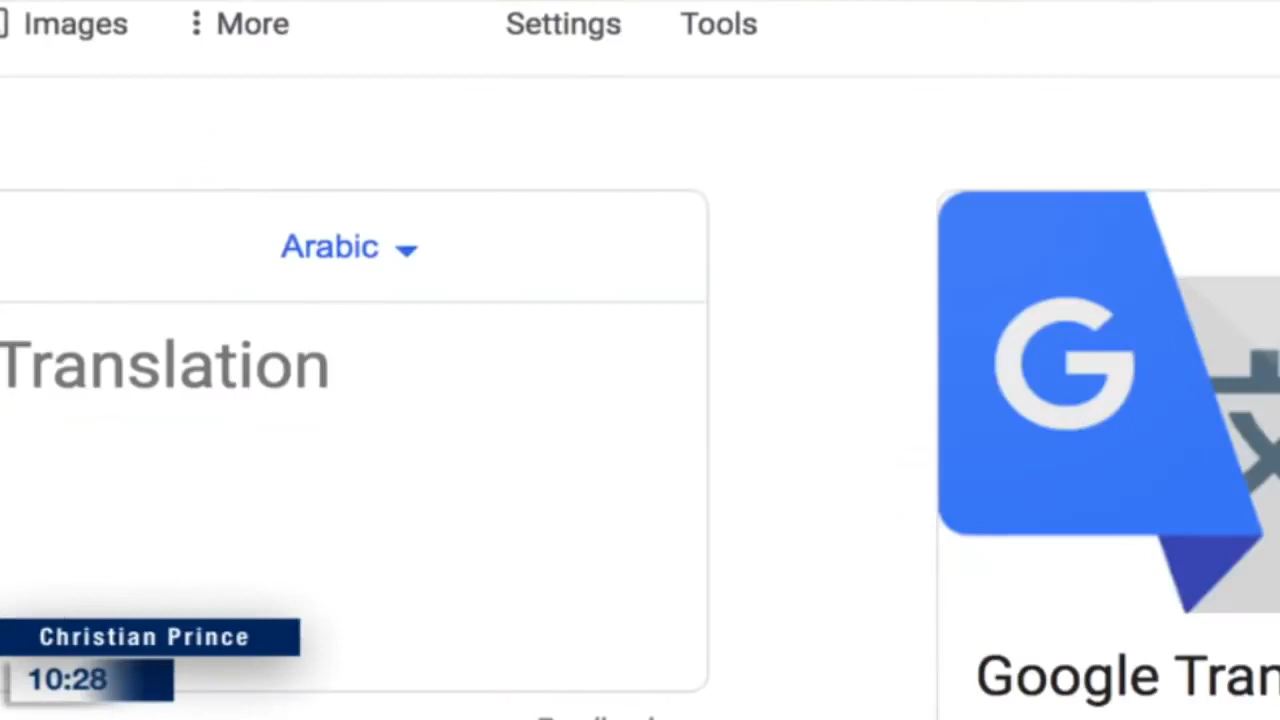 Images More Settings Tools
Arabic
Translation
G
Google Tran
Christian Prince
10:28